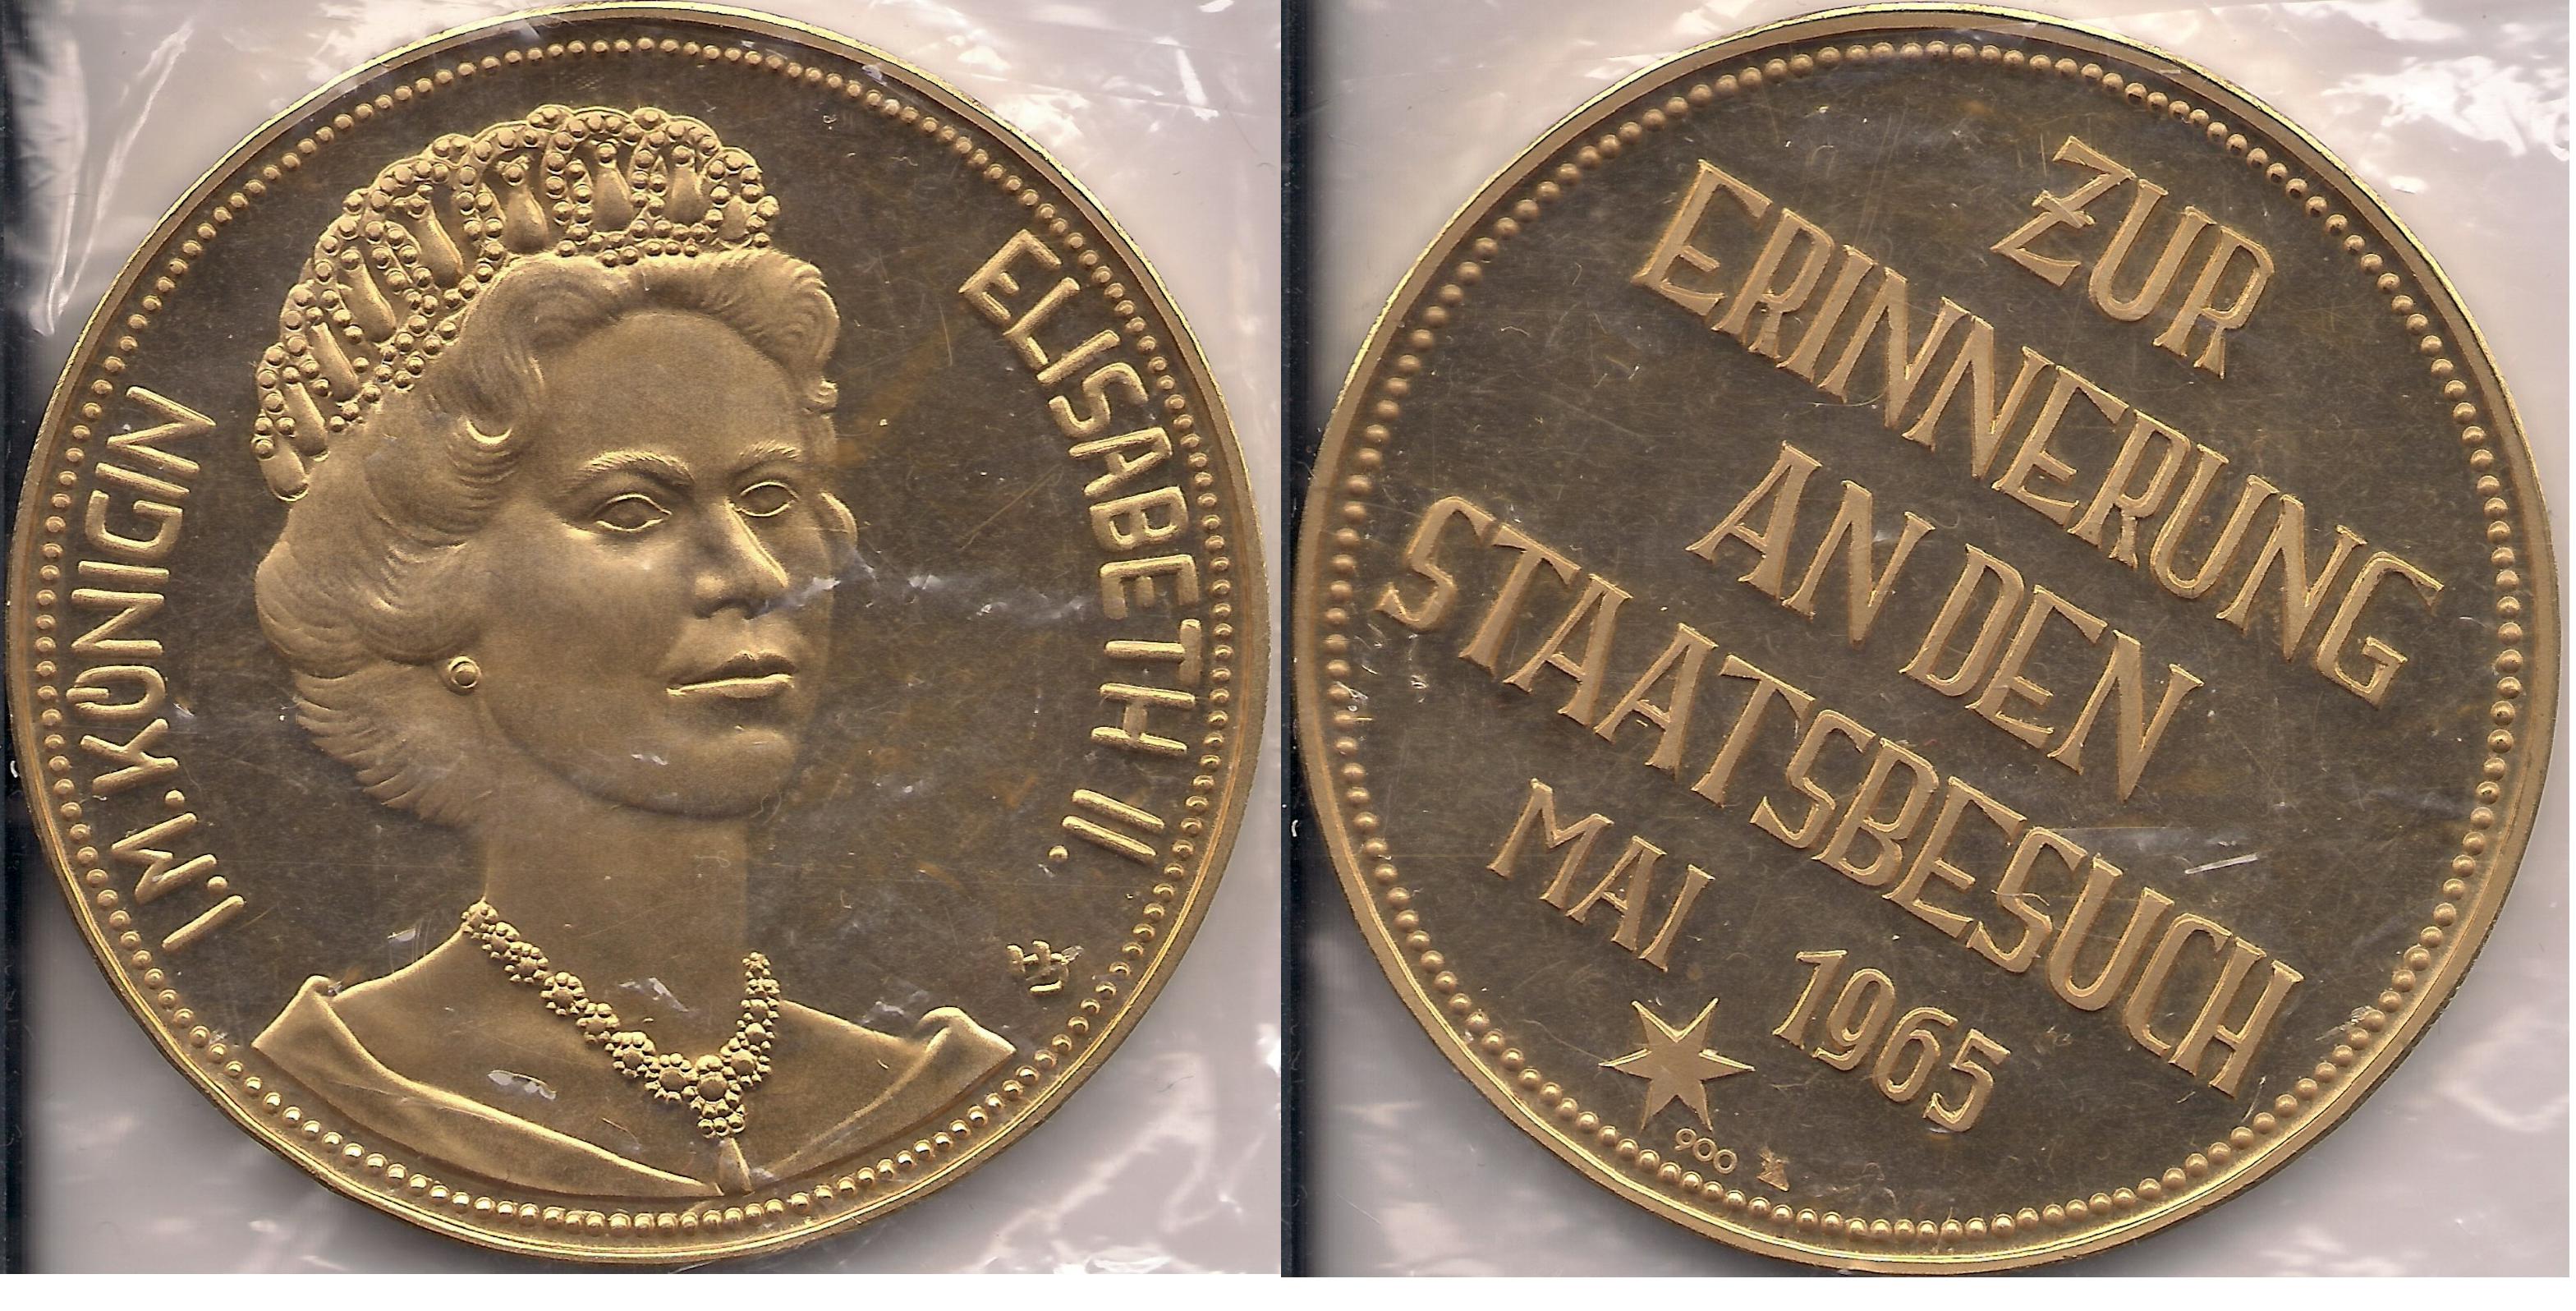 I.M. KÖNIGIN
ELISABETH II.
ZUR
ERINNERUNG
AN DEN
STAATSBESUCH
MAI 1965
900